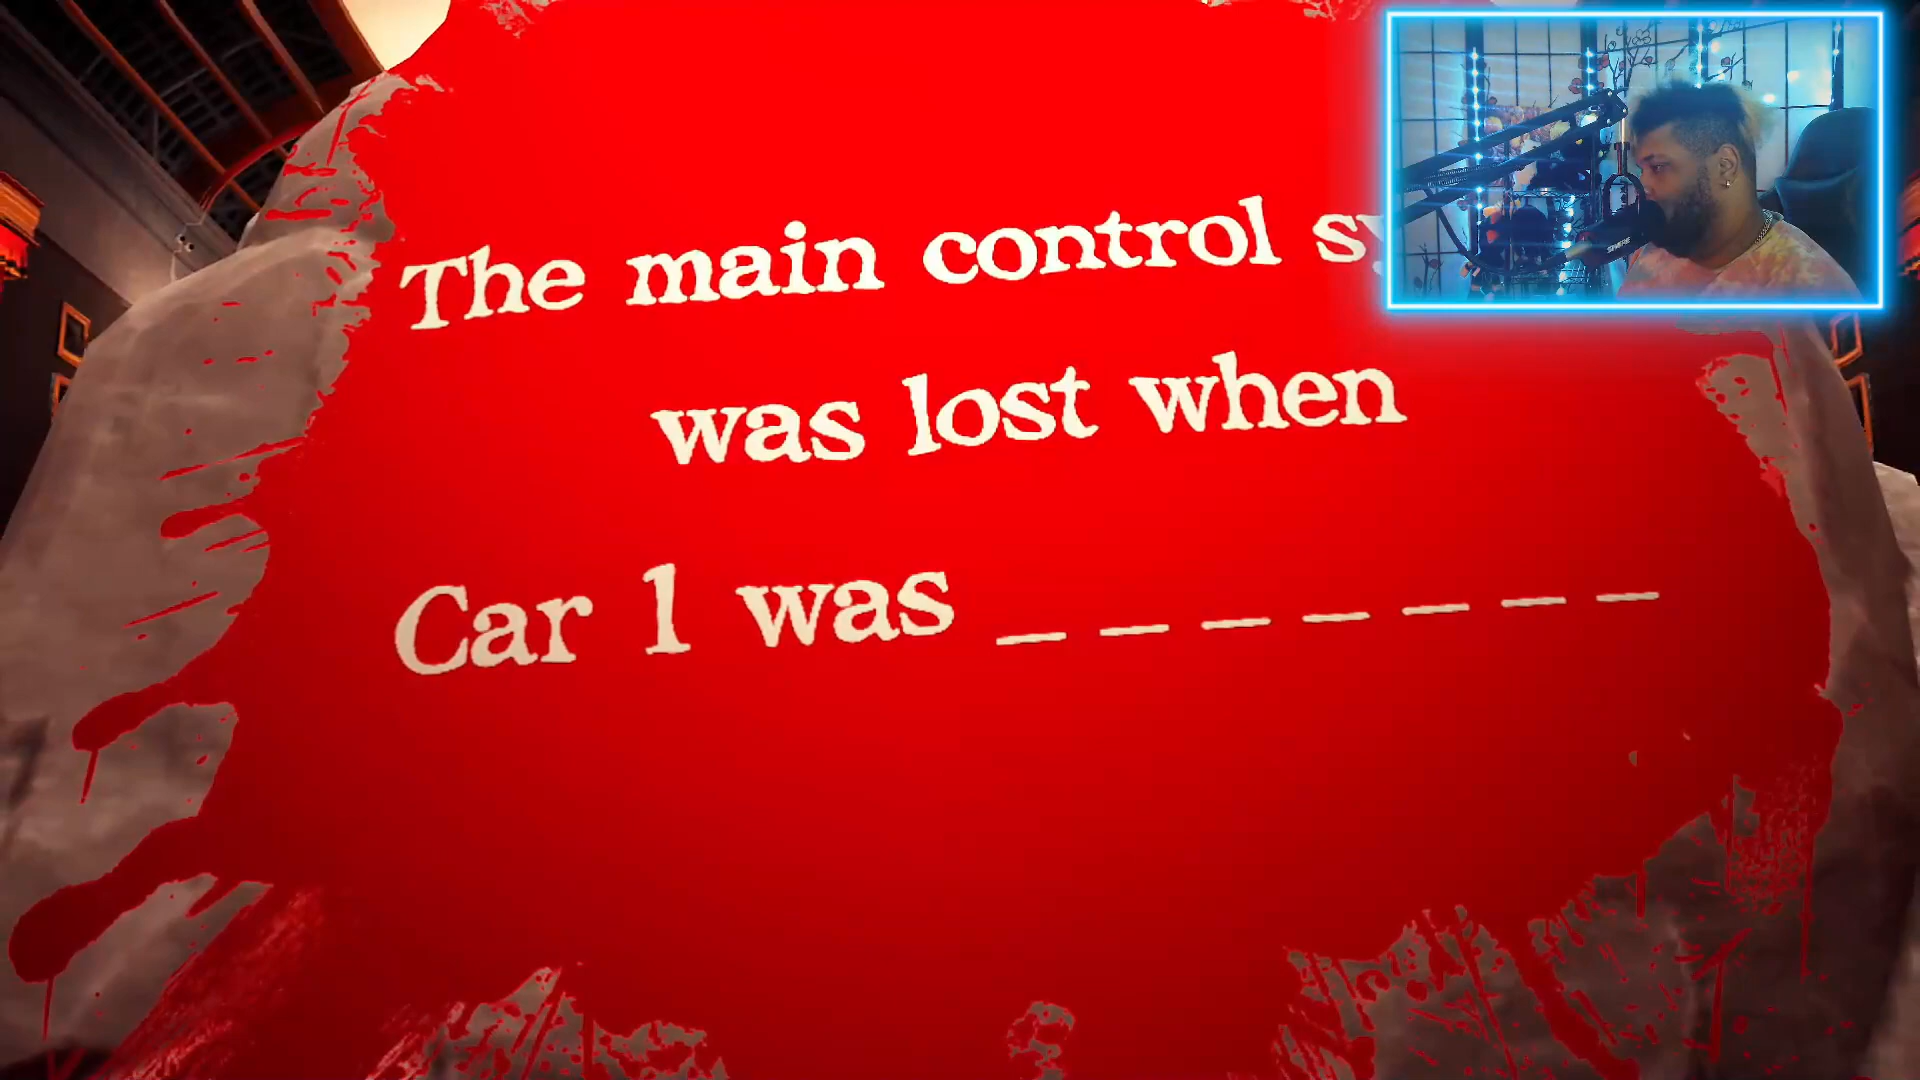 The main control
was lost when
Car 1 was _ _ _ _ _ _ _